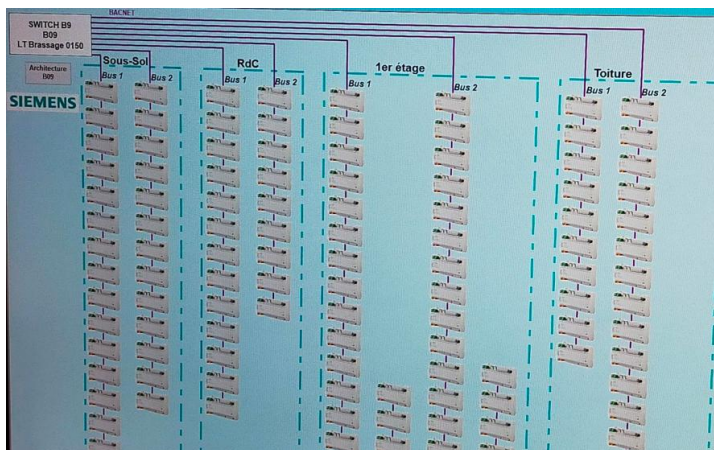 BACNET
SWITCH B9
B09
LT Brassage 0150
Architecture
B09
SIEMENS
Sous-Sol
Bus 1
Bus 2
RdC
Bus 1
Bus 2
1er étage
Bus 1
Bus 2
Toiture
Bus 1
Bus 2